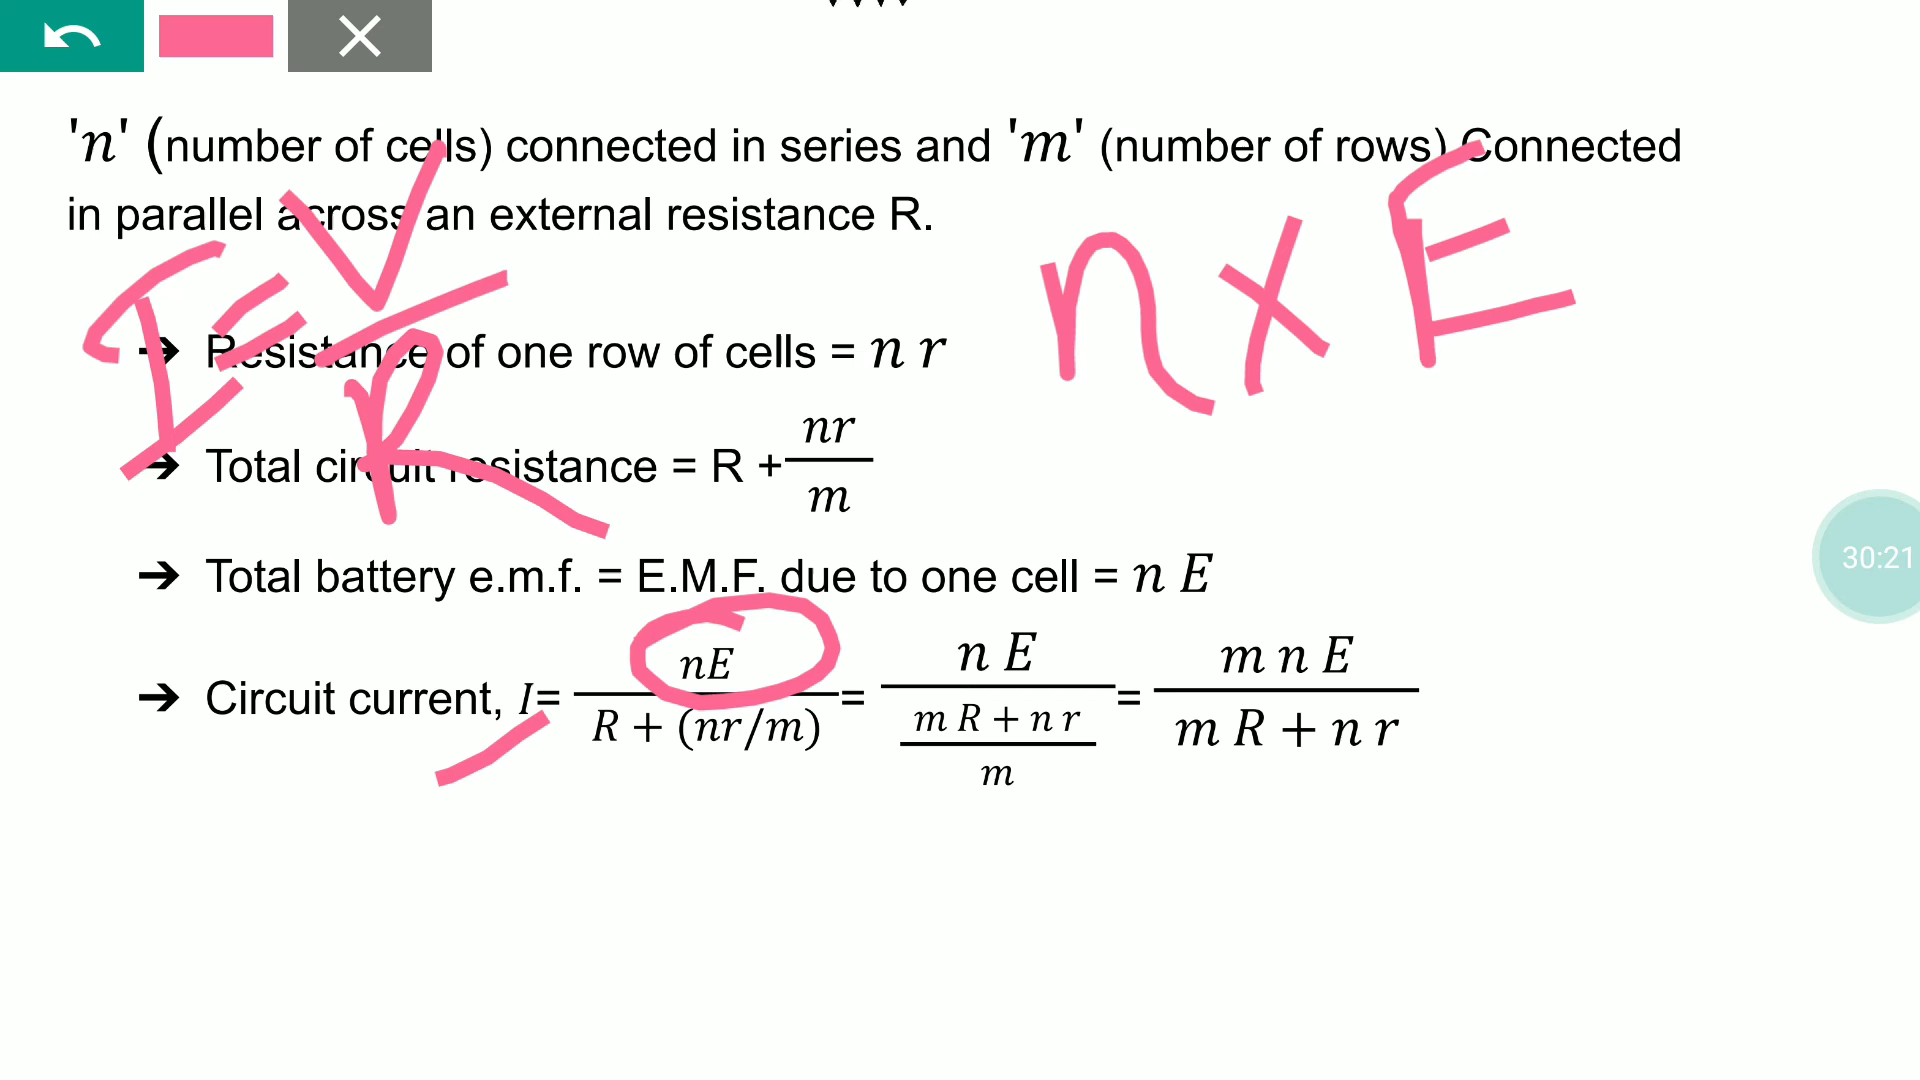 'n' (number of cells) connected in series and 'm' (number of rows) Connected
in parallel across an external resistance R.
I = V/R
n x E
➔ Resistance of one row of cells = n r
➔ Total circuit resistance = R + nr/m
➔ Total battery e.m.f. = E.M.F. due to one cell = n E
➔ Circuit current, I= nE / R + (nr/m) = n E / (m R + n r / m) = m n E / m R + n r
30:21